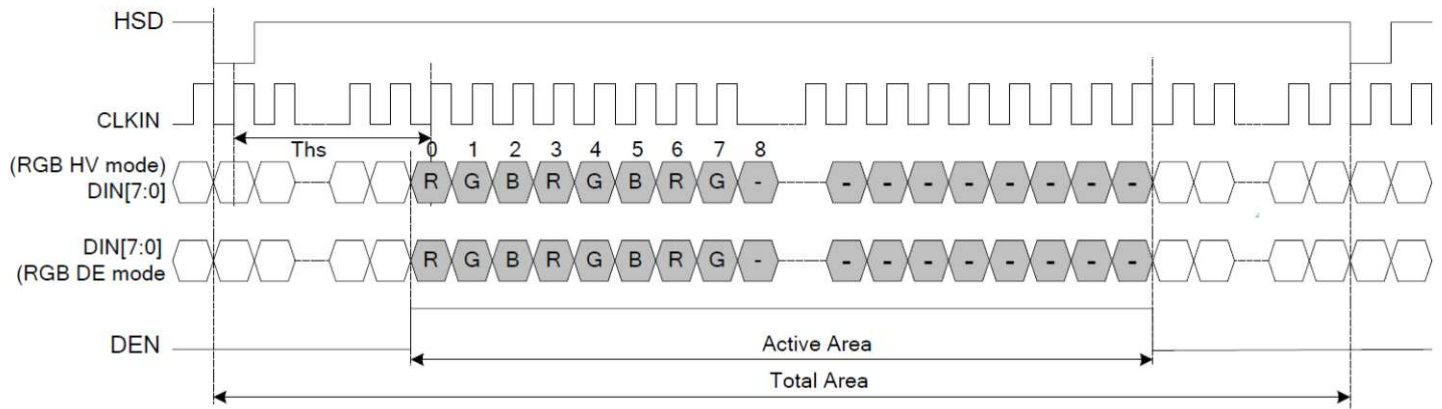 HSD
CLKIN
Ths
0 1 2 3 4 5 6 7 8
(RGB HV mode)
DIN[7:0]
R G B R G B R G - - - - - - - - -
DIN[7:0]
(RGB DE mode
R G B R G B R G - - - - - - - - -
DEN
Active Area
Total Area